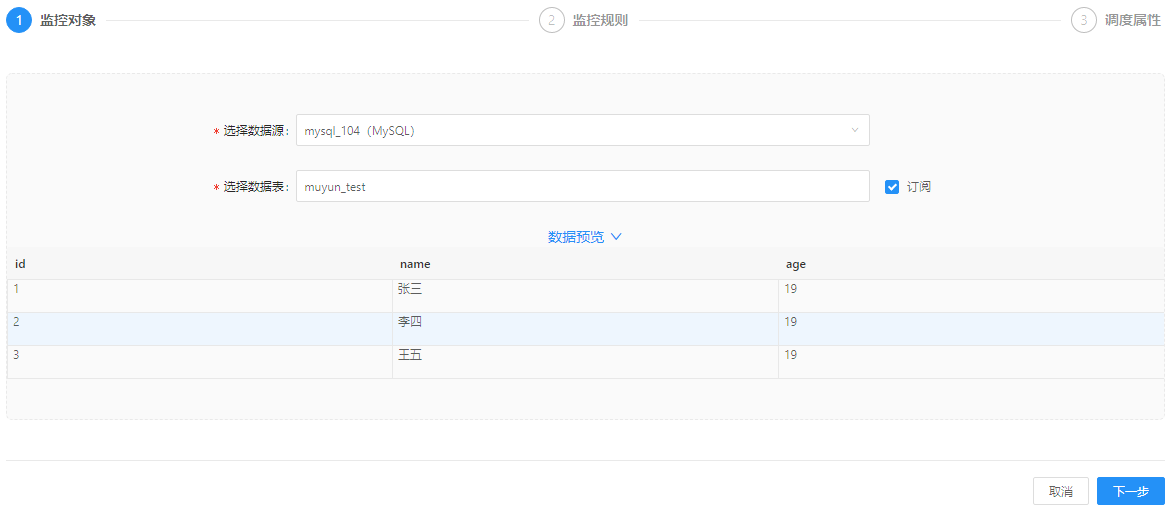 1 监控对象 2 监控规则 3 调度属性
* 选择数据源: mysql_104（MySQL）
* 选择数据表: muyun_test 订阅
数据预览
id name age
1 张三 19
2 李四 19
3 王五 19
取消 下一步